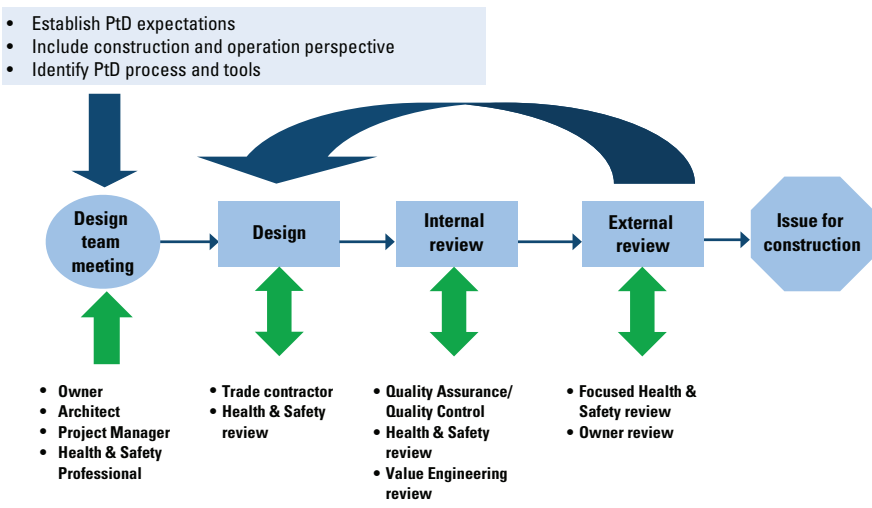 • Establish PtD expectations
• Include construction and operation perspective
• Identify PtD process and tools
Design
team
meeting
Design
Internal
review
External
review
Issue for
construction
• Owner
• Architect
• Project Manager
• Health & Safety
Professional
• Trade contractor
• Health & Safety
review
• Quality Assurance/
Quality Control
• Health & Safety
review
• Value Engineering
review
• Focused Health &
Safety review
• Owner review